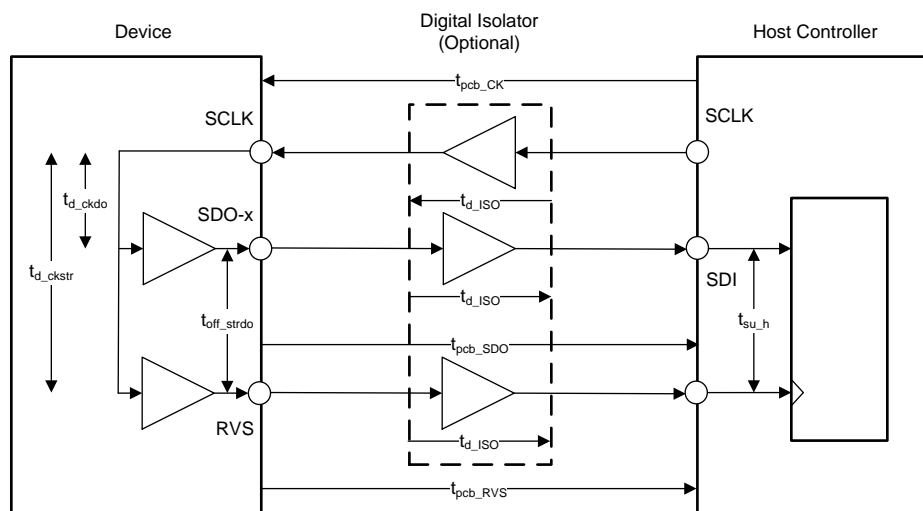 Device
Digital Isolator
(Optional)
Host Controller
t_pcb_CK
SCLK
SCLK
t_d_ckdo
t_d_ISO
SDO-x
t_d_ckstr
SDI
t_d_ISO
t_off_strdo
t_su_h
t_pcb_SDO
RVS
t_d_ISO
t_pcb_RVS